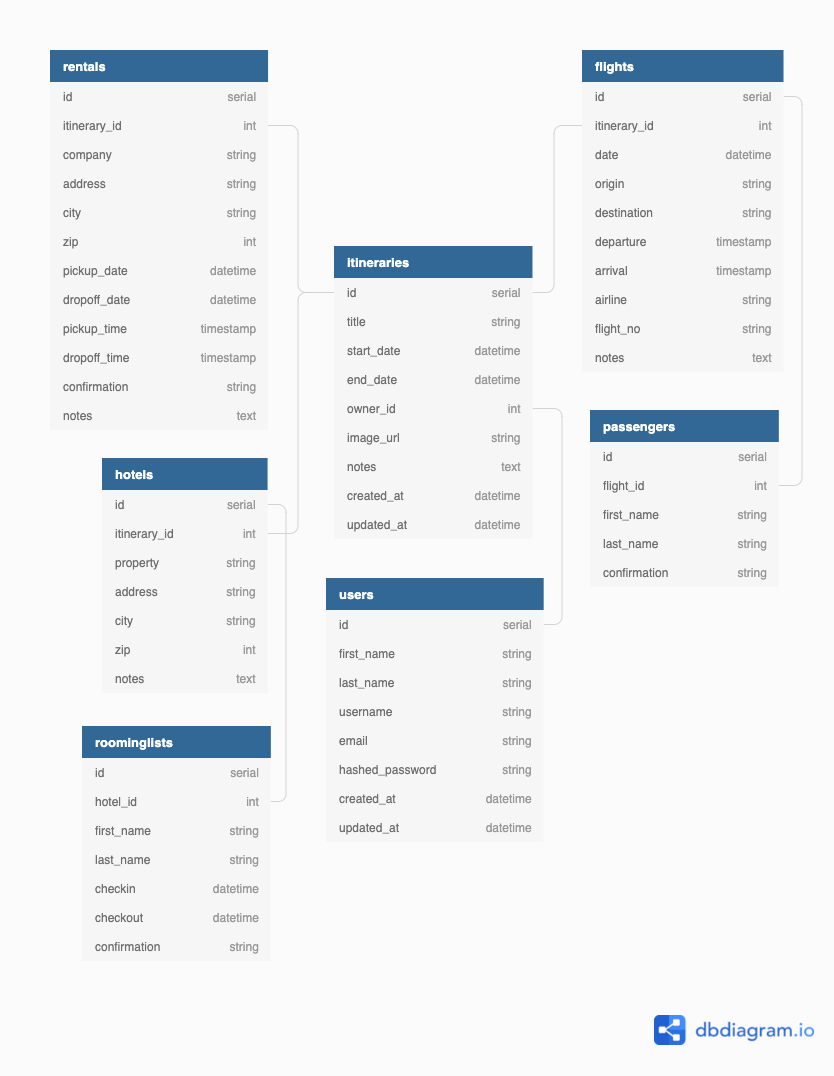 rentals
id serial
itinerary_id int
company string
address string
city string
zip int
pickup_date datetime
dropoff_date datetime
pickup_time timestamp
dropoff_time timestamp
confirmation string
notes text
flights
id serial
itinerary_id int
date datetime
origin string
destination string
departure timestamp
arrival timestamp
airline string
flight_no string
notes text
itineraries
id serial
title string
start_date datetime
end_date datetime
owner_id int
image_url string
notes text
created_at datetime
updated_at datetime
passengers
id serial
flight_id int
first_name string
last_name string
confirmation string
hotels
id serial
itinerary_id int
property string
address string
city string
zip int
notes text
users
id serial
first_name string
last_name string
username string
email string
hashed_password string
created_at datetime
updated_at datetime
roominglists
id serial
hotel_id int
first_name string
last_name string
checkin datetime
checkout datetime
confirmation string
dbdiagram.io